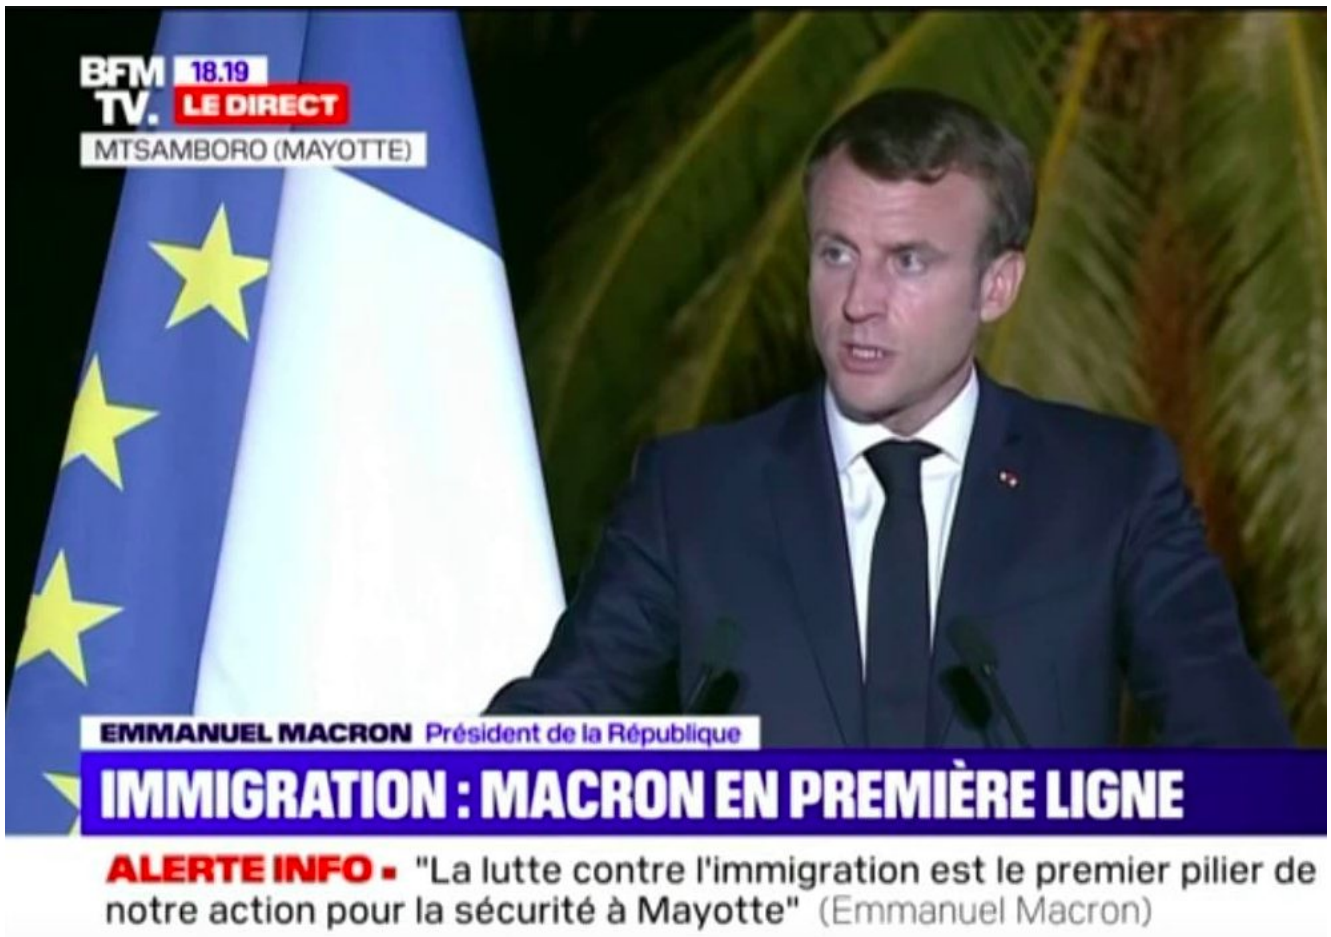 BFM
TV.
18.19
LE DIRECT
MTSAMBORO (MAYOTTE)
EMMANUEL MACRON Président de la République
IMMIGRATION : MACRON EN PREMIÈRE LIGNE
ALERTE INFO ▪ "La lutte contre l'immigration est le premier pilier de
notre action pour la sécurité à Mayotte" (Emmanuel Macron)